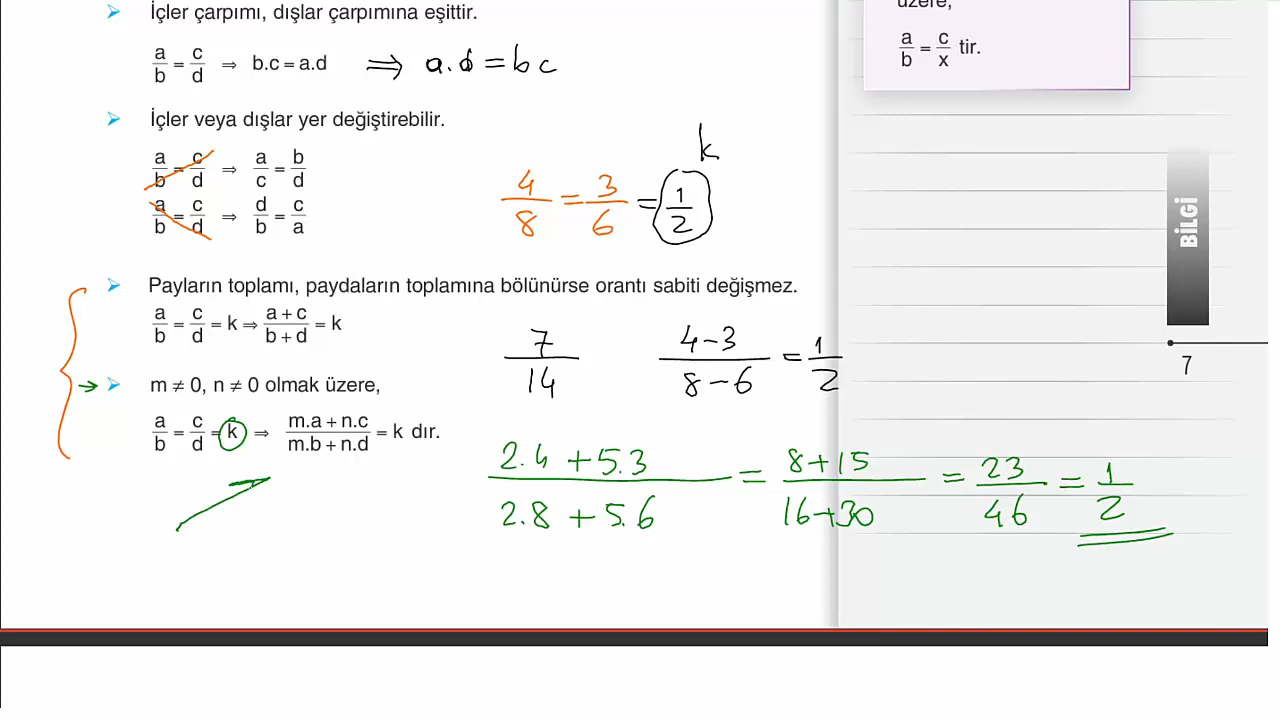 İçler çarpımı, dışlar çarpımına eşittir.
üzere,
a/b = c/d ⇒ b.c = a.d ⇒ a.d = bc
a/b = c/x tir.
İçler veya dışlar yer değiştirebilir.
a/b = c/d ⇒ a/c = b/d
k
4/8 = 3/6 = 1/2
a/b = c/d ⇒ d/b = c/a
BİLGİ
Payların toplamı, paydaların toplamına bölünürse orantı sabiti değişmez.
a/b = c/d = k ⇒ a + c/b + d = k
7/14
4-3/8-6 = 1/2
7
m ≠ 0, n ≠ 0 olmak üzere,
a/b = c/d = k ⇒ m.a + n.c/m.b + n.d = k dır.
2.4 + 5.3/2.8 + 5.6 = 8+15/16+30 = 23/46 = 1/2